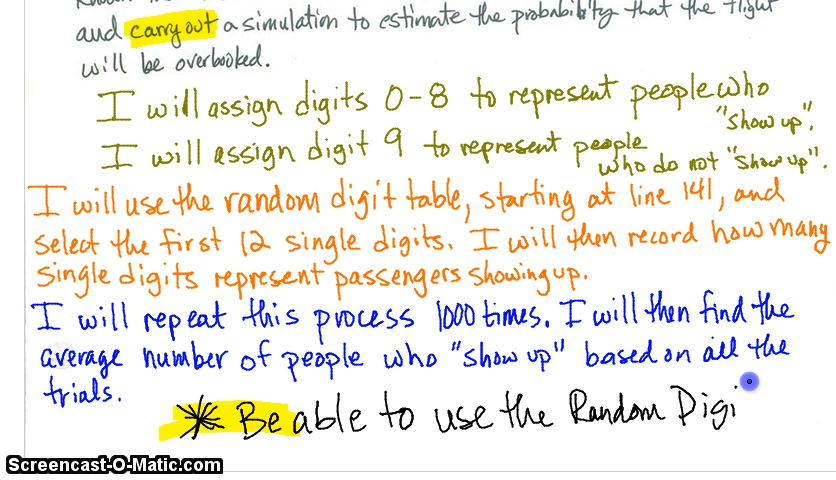 and carry out a simulation to estimate the probability that the flight
will be overbooked.
I will assign digits 0-8 to represent people who
"show up".
I will assign digit 9 to represent people
who do not "show up".
I will use the random digit table, starting at line 141, and
select the first 12 single digits. I will then record how many
single digits represent passengers showing up.
I will repeat this process 1000 times. I will then find the
average number of people who "show up" based on all the
trials.
* Be able to use the Random Digi
Screencast-O-Matic.com